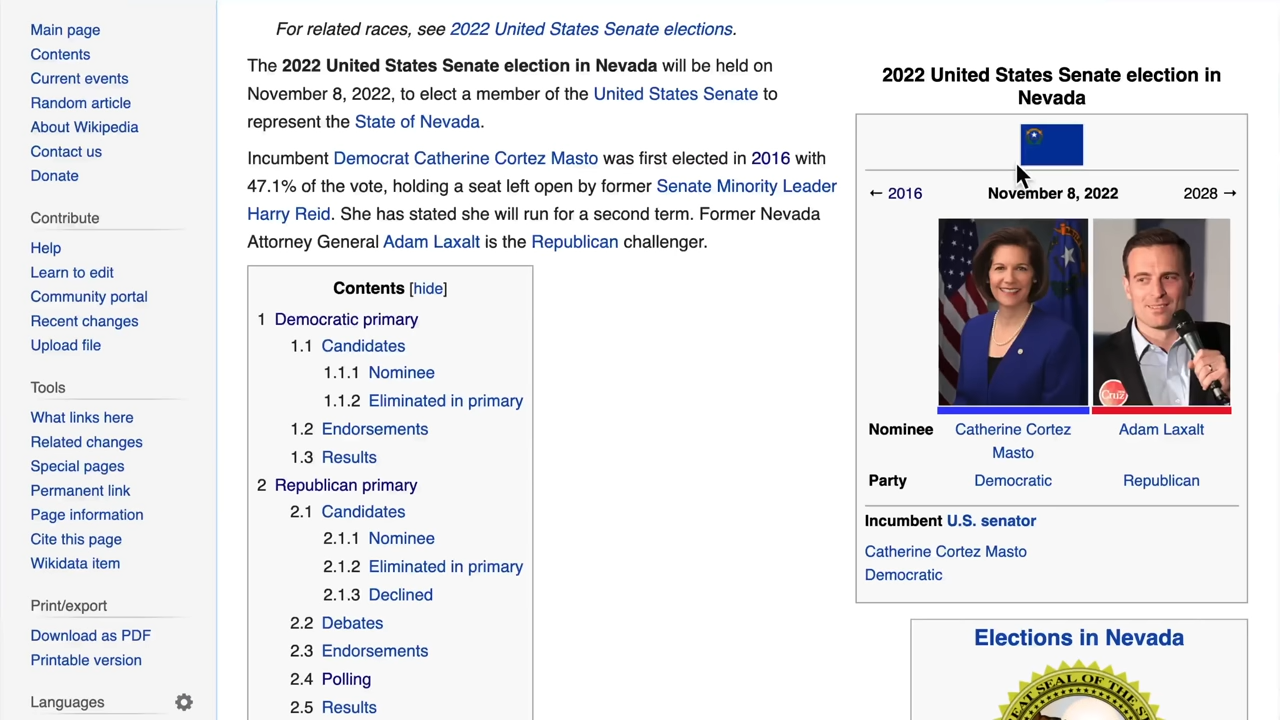 Main page
Contents
Current events
Random article
About Wikipedia
Contact us
Donate
Contribute
Help
Learn to edit
Community portal
Recent changes
Upload file
Tools
What links here
Related changes
Special pages
Permanent link
Page information
Cite this page
Wikidata item
Print/export
Download as PDF
Printable version
Languages
For related races, see 2022 United States Senate elections.
The 2022 United States Senate election in Nevada will be held on
November 8, 2022, to elect a member of the United States Senate to
represent the State of Nevada.
Incumbent Democrat Catherine Cortez Masto was first elected in 2016 with
47.1% of the vote, holding a seat left open by former Senate Minority Leader
Harry Reid. She has stated she will run for a second term. Former Nevada
Attorney General Adam Laxalt is the Republican challenger.
Contents [hide]
1 Democratic primary
1.1 Candidates
1.1.1 Nominee
1.1.2 Eliminated in primary
1.2 Endorsements
1.3 Results
2 Republican primary
2.1 Candidates
2.1.1 Nominee
2.1.2 Eliminated in primary
2.1.3 Declined
2.2 Debates
2.3 Endorsements
2.4 Polling
2.5 Results
2022 United States Senate election in
Nevada
← 2016 November 8, 2022 2028 →
Cruz
Nominee Catherine Cortez Masto Adam Laxalt
Party Democratic Republican
Incumbent U.S. senator
Catherine Cortez Masto
Democratic
Elections in Nevada
EAT SEAL OF THE S